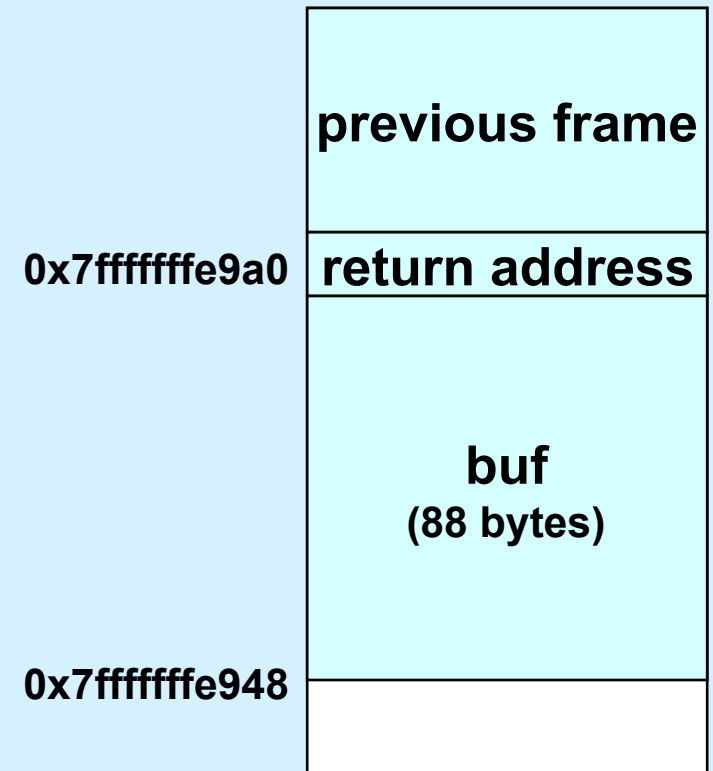 previous frame
0x7fffffffe9a0
return address
buf
(88 bytes)
0x7fffffffe948